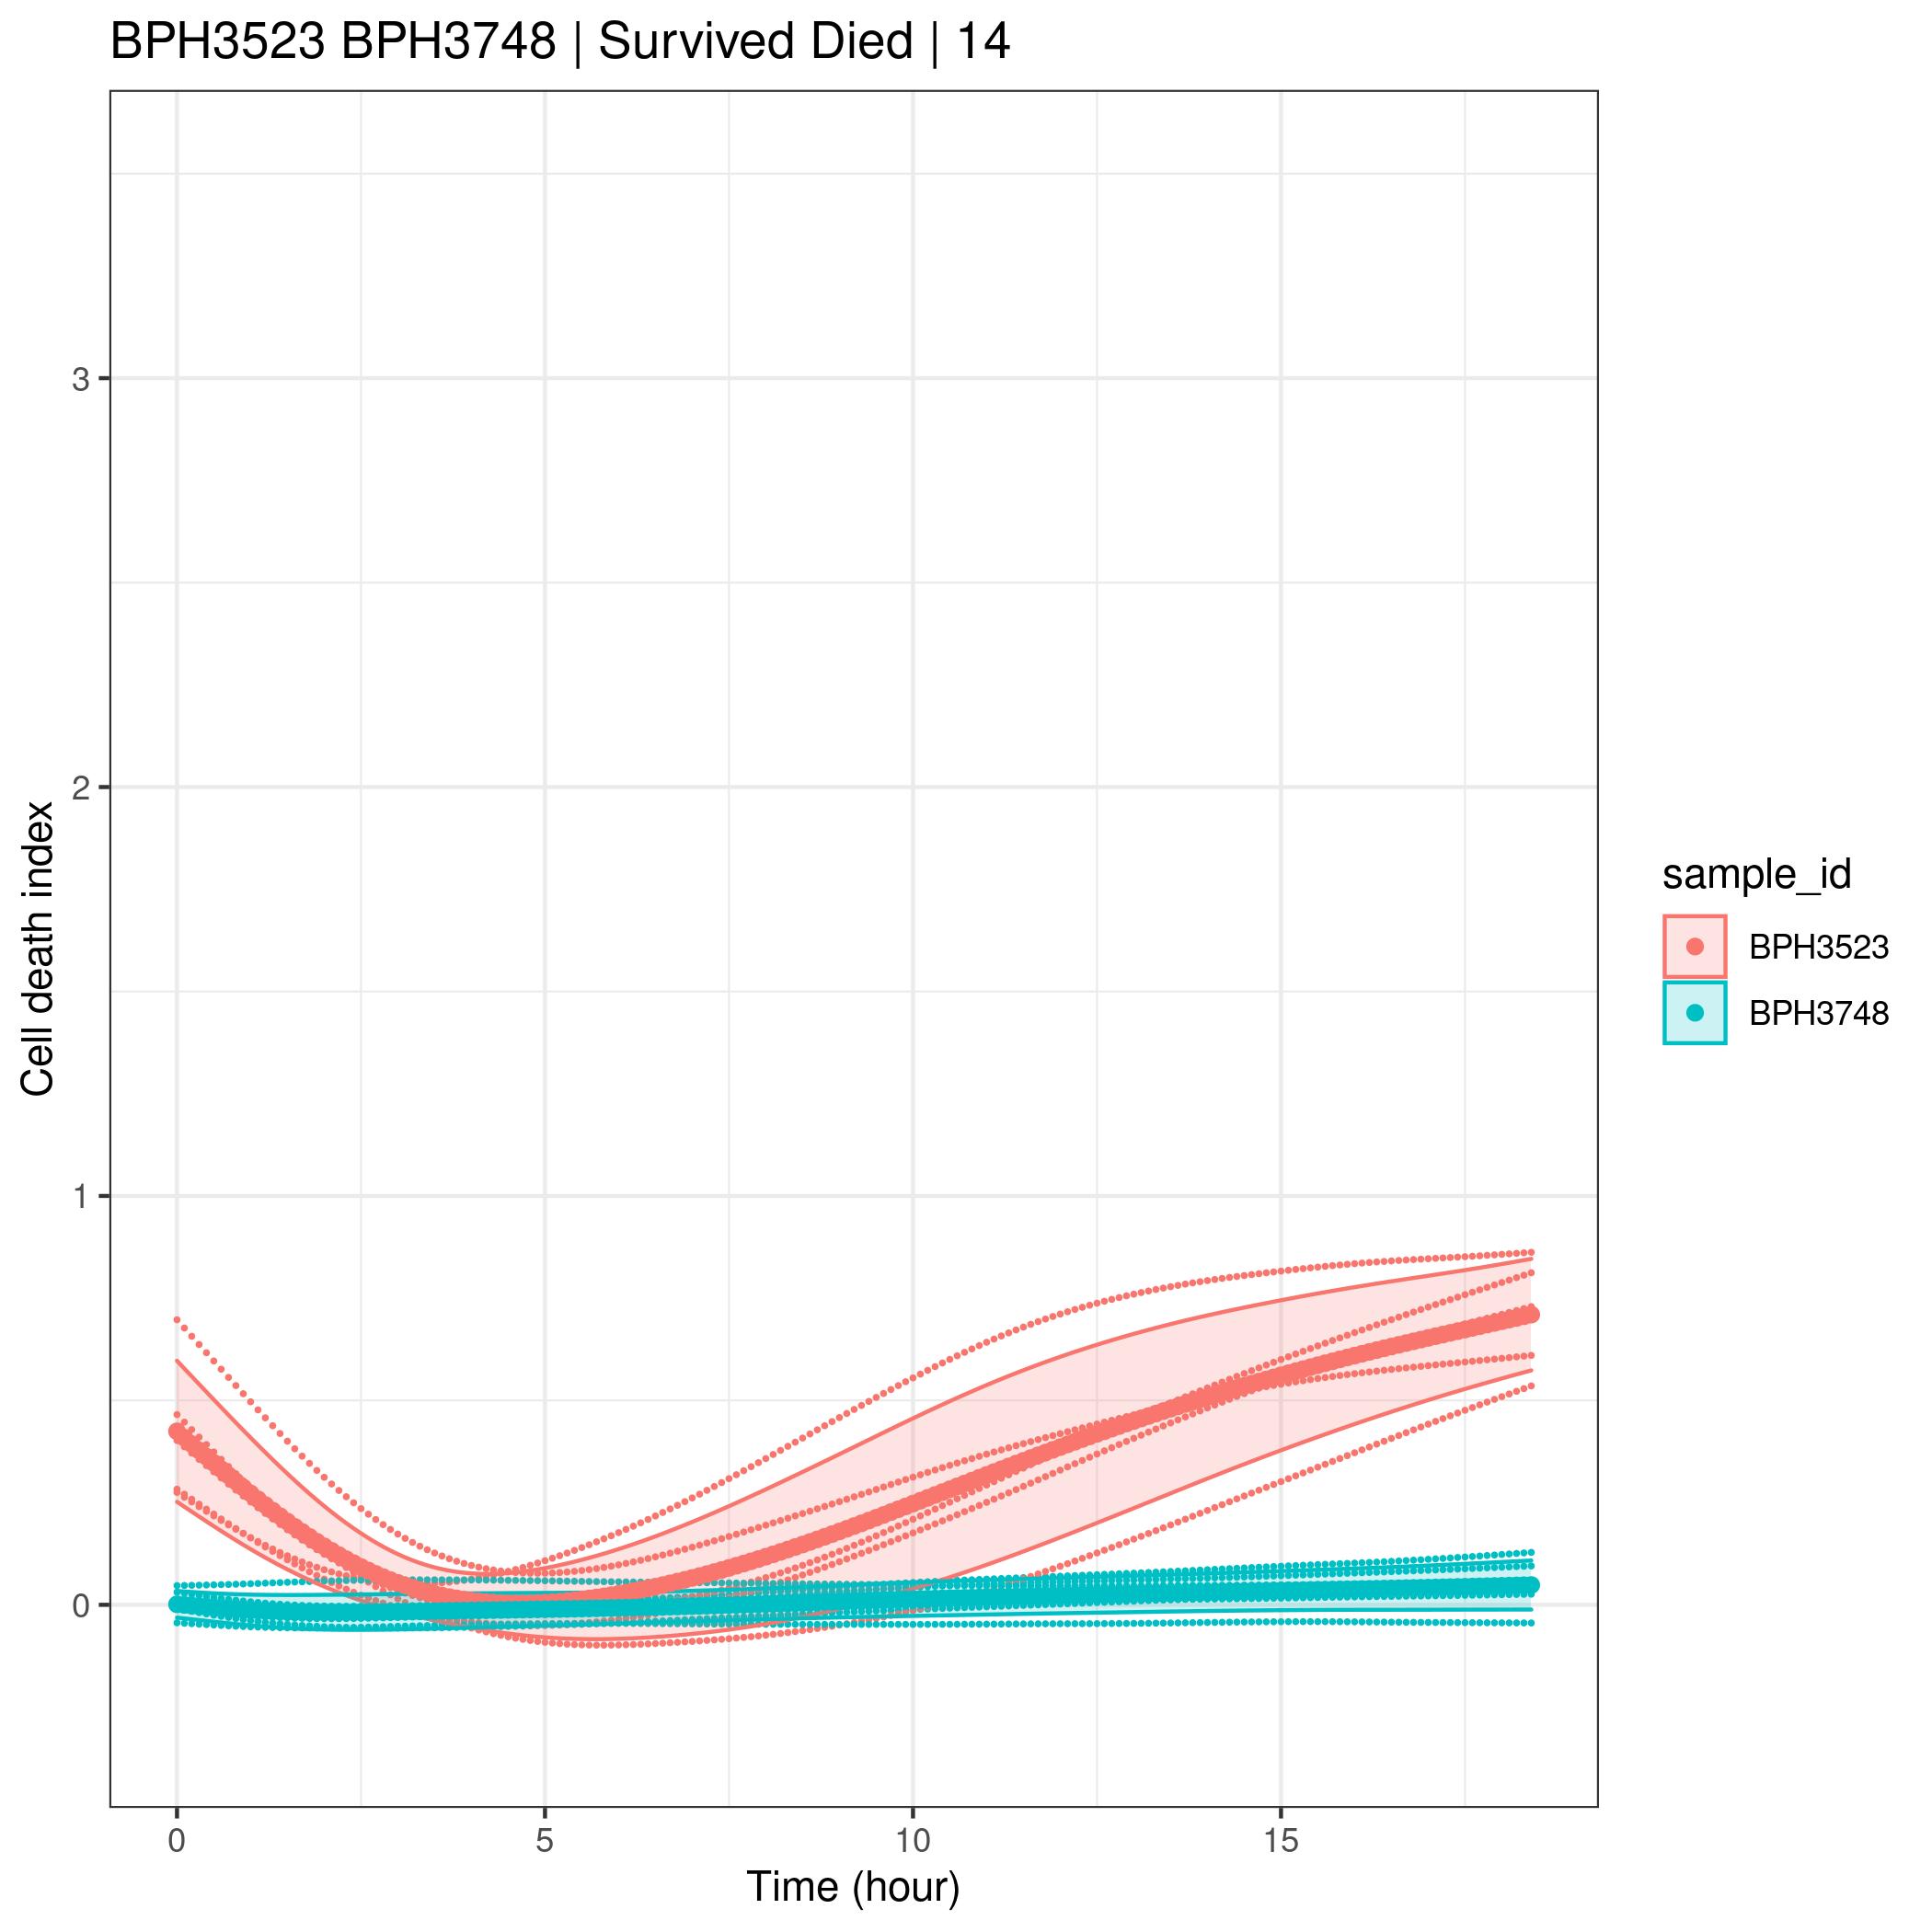 BPH3523 BPH3748 | Survived Died | 14
3
2
1
0
Cell death index
0 5 10 15
Time (hour)
sample_id
BPH3523
BPH3748